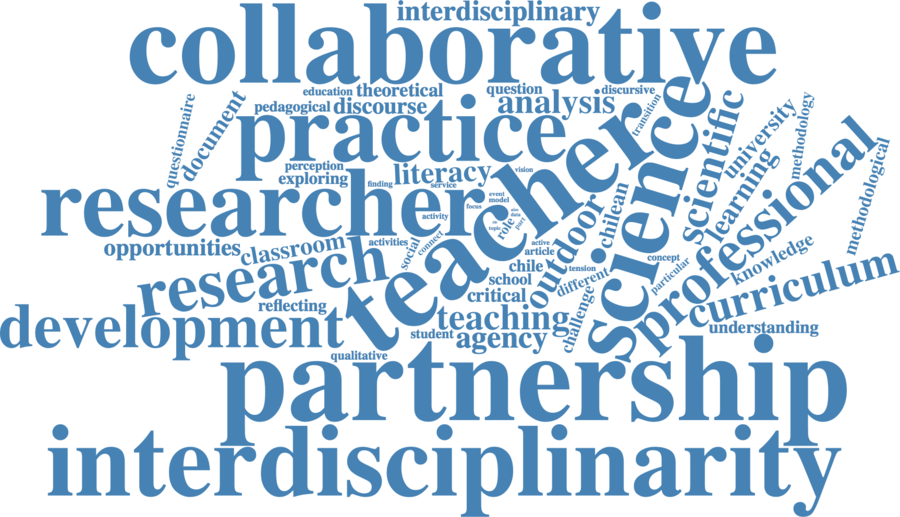 interdisciplinary
collaborative
education theoretical
question
discursive
pedagogical discourse
analysis
transition
questionnaire
document
practice
teacher
science
scientific
university
methodology
perception
exploring
literacy
vision
finding
service
researcher
event
model
focus
data
activity
role
topic
part
outdoor
chilean
learning
professional
methodological
opportunities
classroom
activities
social
connect
active
article
concept
research
chile
tension
particular
knowledge
school
different
reflecting
critical
challenge
curriculum
development
teaching
understanding
student
agency
qualitative
partnership
interdisciplinarity